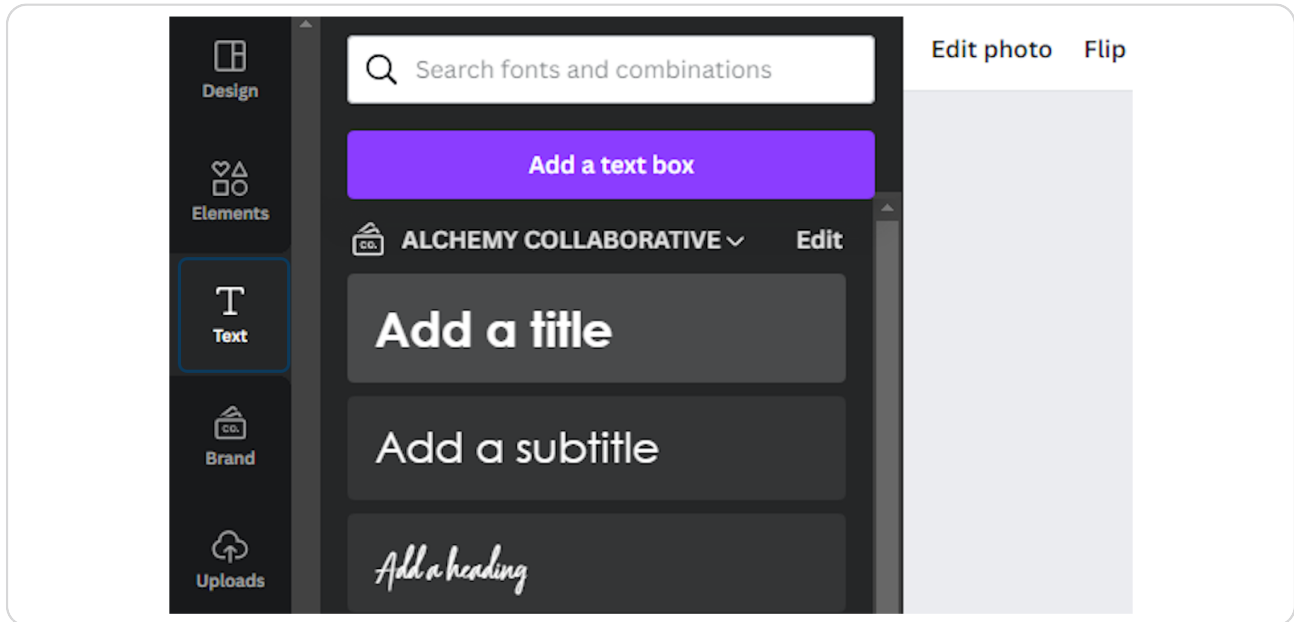 Design
Elements
Text
CO.
Brand
Uploads
Search fonts and combinations
Add a text box
CO. ALCHEMY COLLABORATIVE Edit
Add a title
Add a subtitle
Add a heading
Edit photo Flip